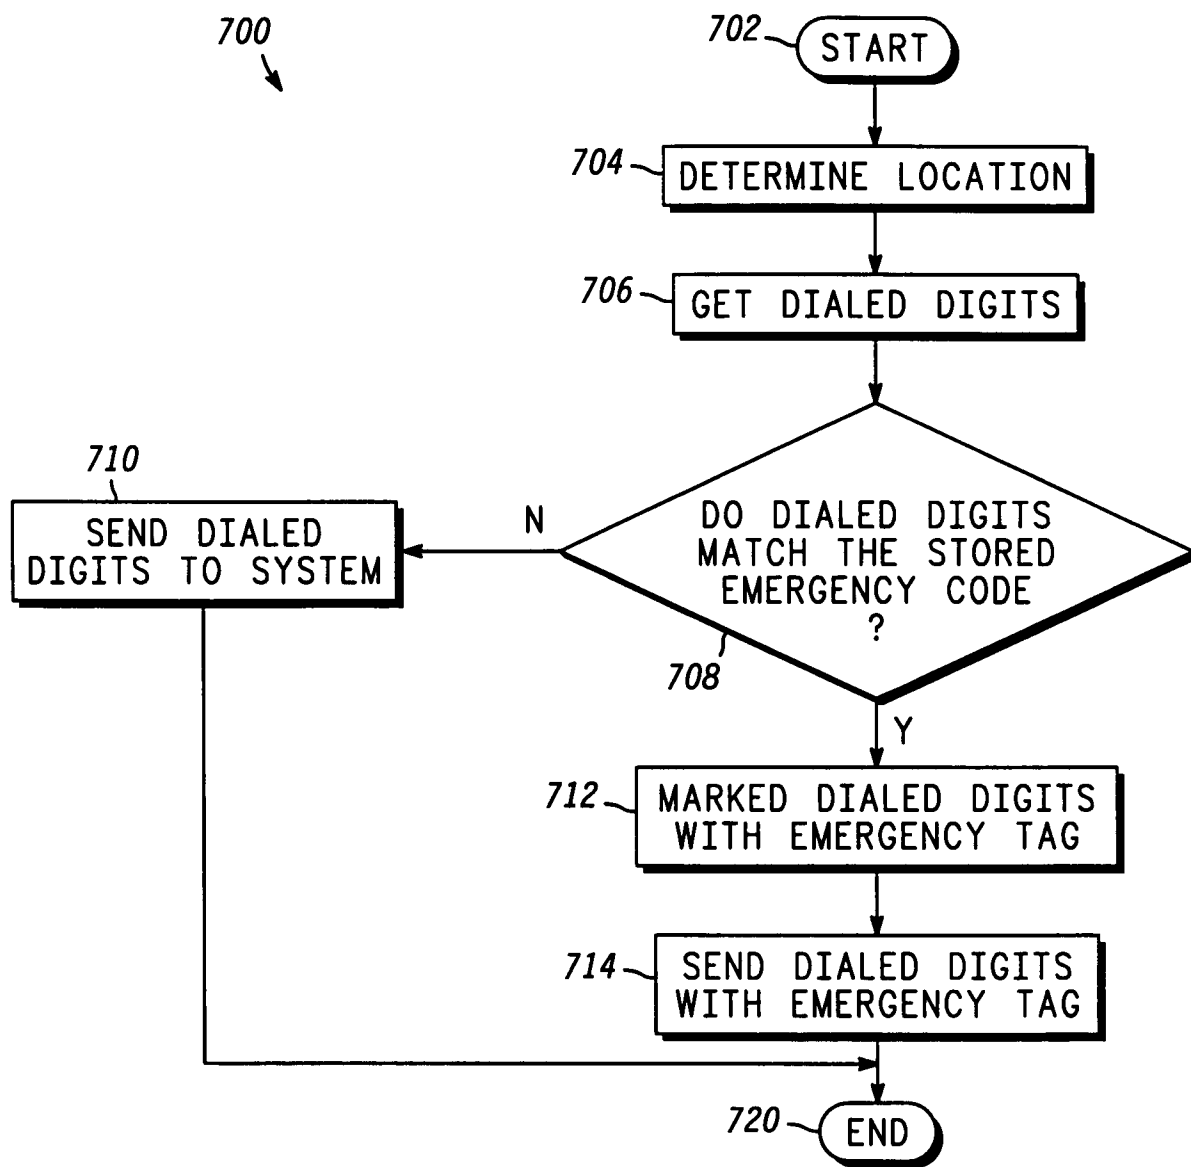 700
702
START
704
DETERMINE LOCATION
706
GET DIALED DIGITS
710
SEND DIALED
DIGITS TO SYSTEM
N
DO DIALED DIGITS
MATCH THE STORED
EMERGENCY CODE
?
708
Y
712
MARKED DIALED DIGITS
WITH EMERGENCY TAG
714
SEND DIALED DIGITS
WITH EMERGENCY TAG
720
END